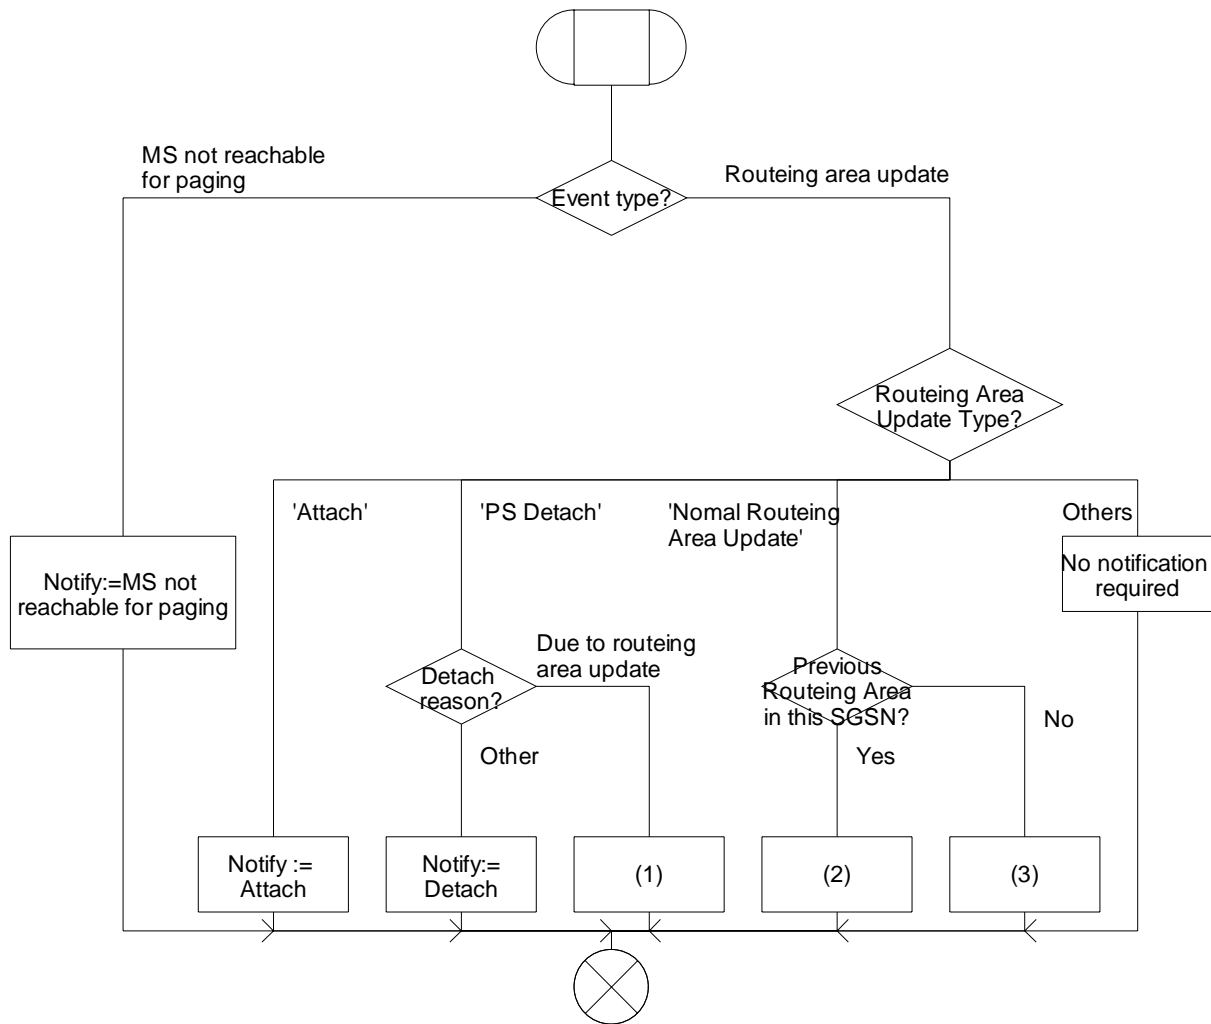 MS not reachable
for paging
Routeing area update
Event type?
Routeing Area
Update Type?
'Attach'
'PS Detach'
'Nomal Routeing
Area Update'
Others
Notify:=MS not
reachable for paging
No notification
required
Due to routeing
area update
Detach
reason?
Previous
Routeing Area
in this SGSN?
No
Other
Yes
Notify :=
Attach
Notify:=
Detach
(1)
(2)
(3)